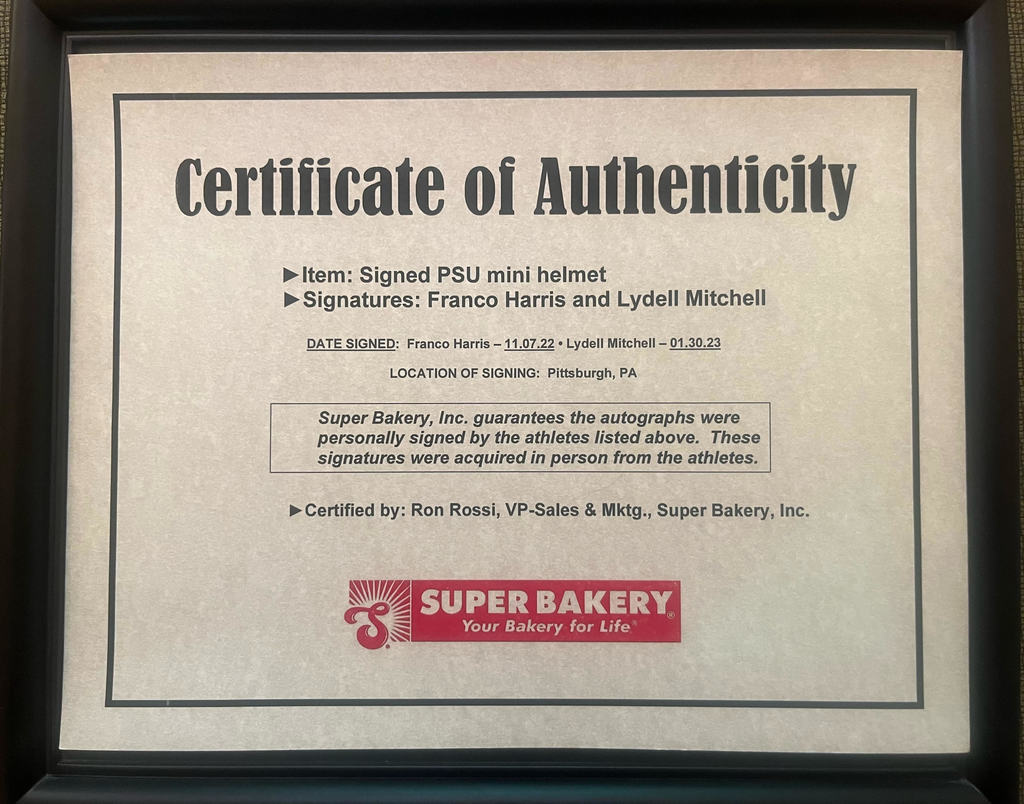 Certificate of Authenticity
►Item: Signed PSU mini helmet
►Signatures: Franco Harris and Lydell Mitchell
DATE SIGNED: Franco Harris – 11.07.22 • Lydell Mitchell – 01.30.23
LOCATION OF SIGNING: Pittsburgh, PA
Super Bakery, Inc. guarantees the autographs were
personally signed by the athletes listed above. These
signatures were acquired in person from the athletes.
►Certified by: Ron Rossi, VP-Sales & Mktg., Super Bakery, Inc.
S®
SUPER BAKERY®
Your Bakery for Life®